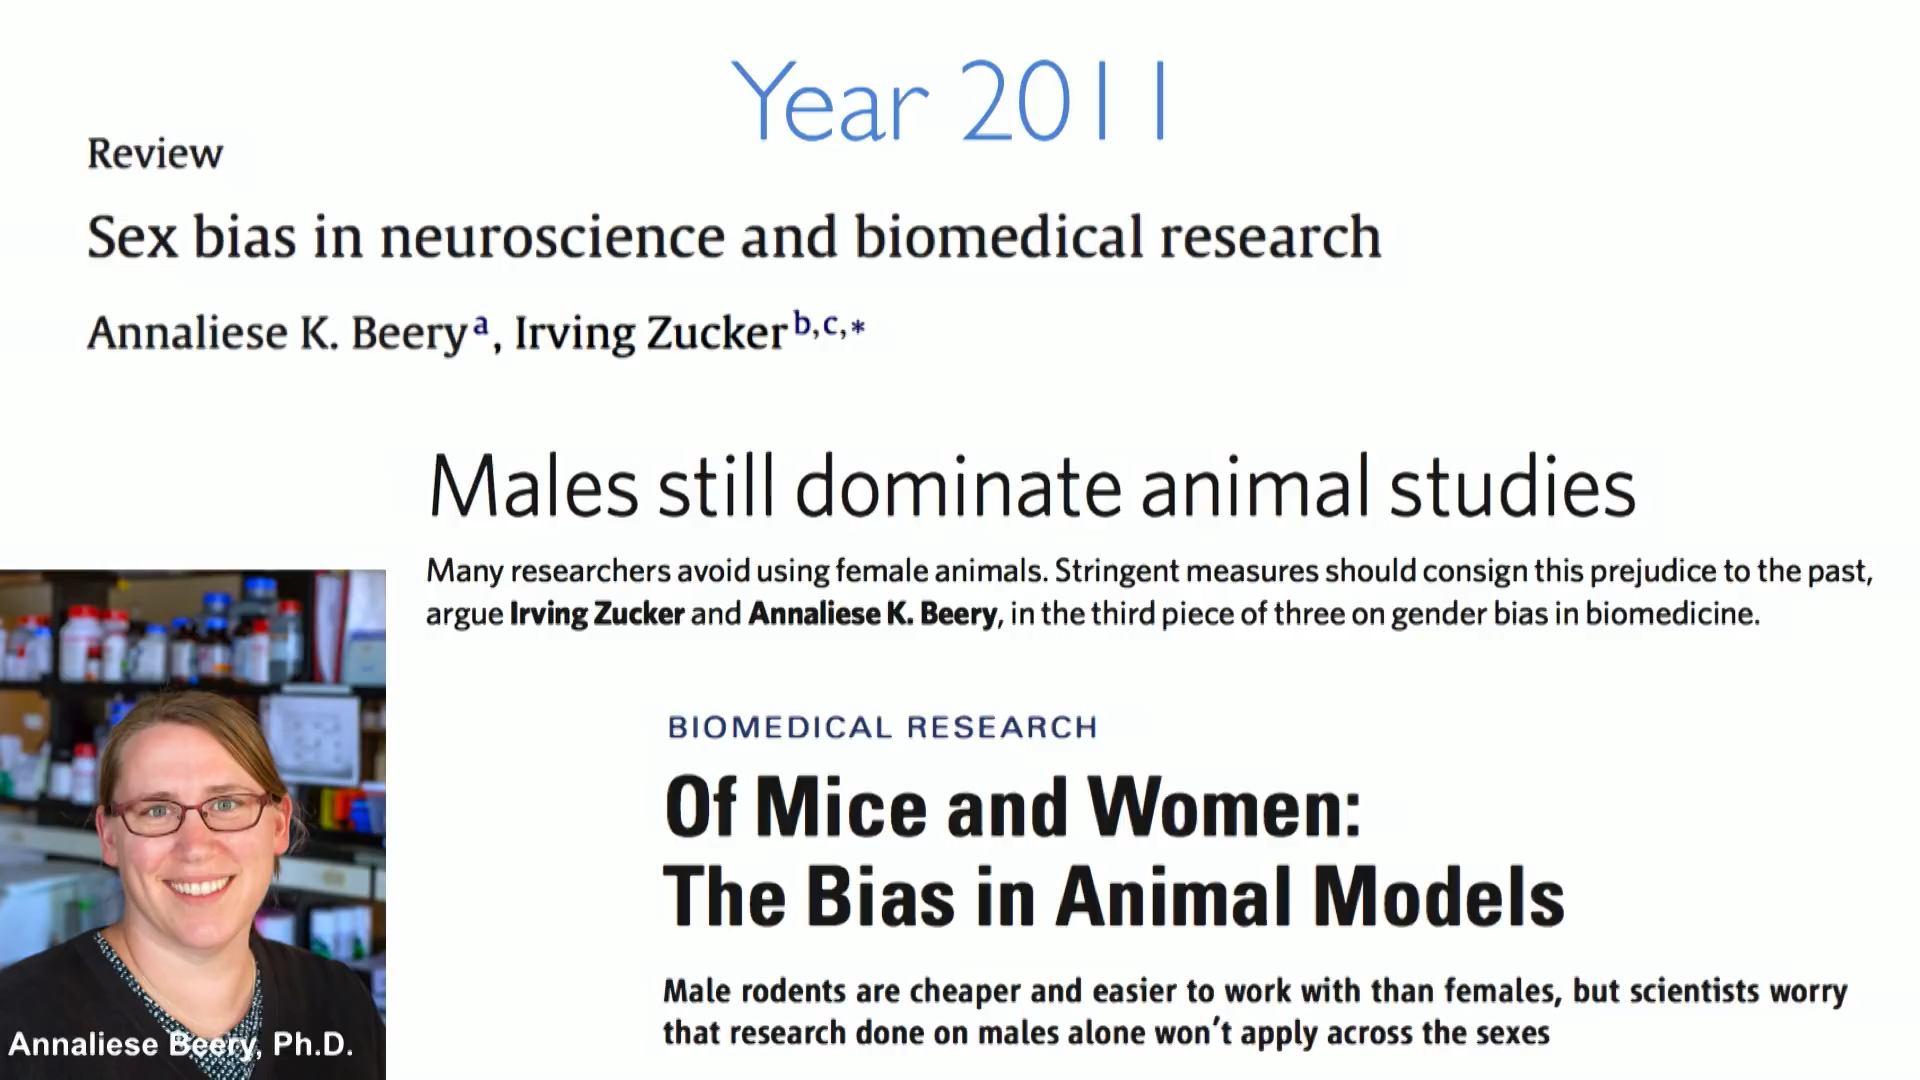 Year 2011
Review
Sex bias in neuroscience and biomedical research
Annaliese K. Beery a, Irving Zucker b,c,*
Males still dominate animal studies
Many researchers avoid using female animals. Stringent measures should consign this prejudice to the past,
argue Irving Zucker and Annaliese K. Beery, in the third piece of three on gender bias in biomedicine.
BIOMEDICAL RESEARCH
Of Mice and Women:
The Bias in Animal Models
Male rodents are cheaper and easier to work with than females, but scientists worry
that research done on males alone won't apply across the sexes
Annaliese Beery, Ph.D.